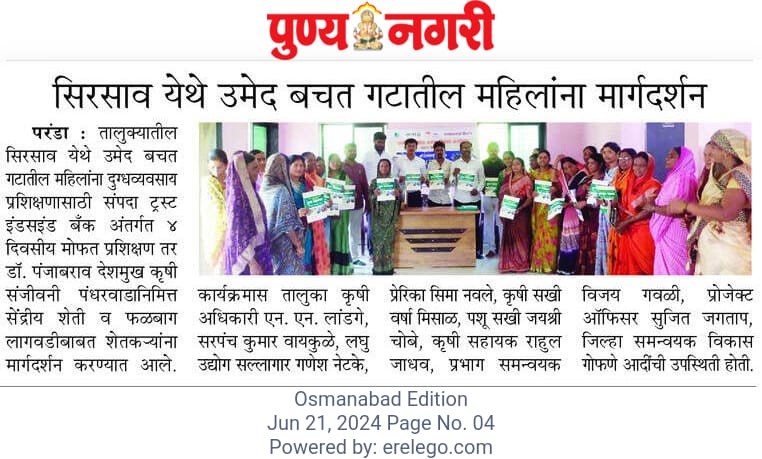 पुण्य नगरी
सिरसाव येथे उमेद बचत गटातील महिलांना मार्गदर्शन
परंडा : तालुक्यातील
सिरसाव येथे उमेद बचत
गटातील महिलांना दुग्धव्यवसाय
प्रशिक्षणासाठी संपदा ट्रस्ट
इंडसइंड बँक अंतर्गत ४
दिवसीय मोफत प्रशिक्षण तर
डॉ. पंजाबराव देशमुख कृषी
संजीवनी पंधरवाडानिमित्त
सेंद्रीय शेती व फळबाग
लागवडीबाबत शेतकऱ्यांना
मार्गदर्शन करण्यात आले.
कार्यक्रमास तालुका कृषी
अधिकारी एन. एन. लांडगे,
सरपंच कुमार वायकुळे, लघु
उद्योग सल्लागार गणेश नेटके,
प्रेरिका सिमा नवले, कृषी सखी
वर्षा मिसाळ, पशू सखी जयश्री
चोबे, कृषी सहायक राहुल
जाधव, प्रभाग समन्वयक
विजय गवळी, प्रोजेक्ट
ऑफिसर सुजित जगताप,
जिल्हा समन्वयक विकास
गोफणे आदींची उपस्थिती होती.
Osmanabad Edition
Jun 21, 2024 Page No. 04
Powered by: erelego.com